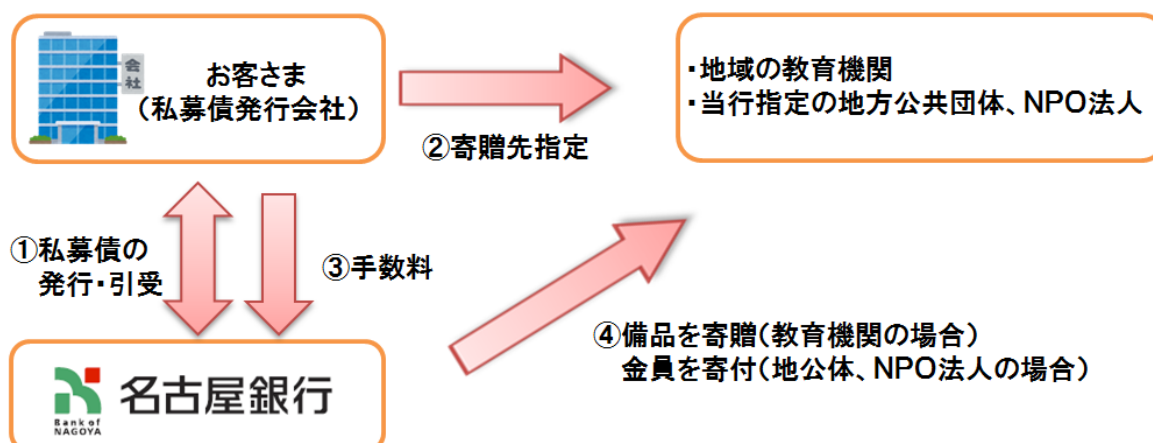 会
社
お客さま
(私募債発行会社)
・地域の教育機関
・当行指定の地方公共団体、NPO法人
②寄贈先指定
①私募債の
発行・引受
③手数料
④備品を寄贈(教育機関の場合)
金員を寄付(地公体、NPO法人の場合)
名古屋銀行
Bank of
NAGOYA